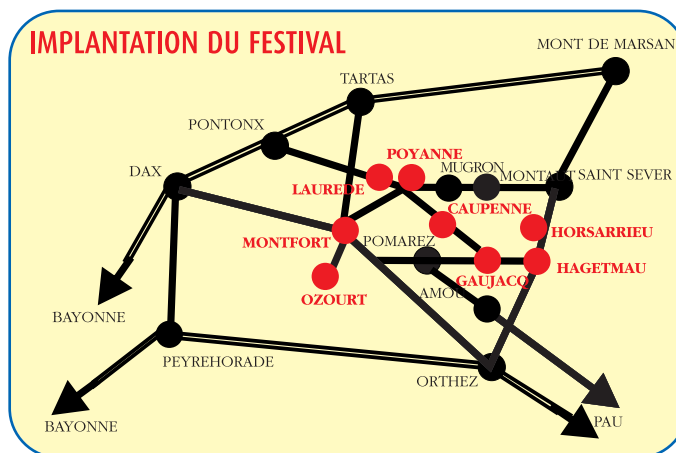 IMPLANTATION DU FESTIVAL
MONT DE MARSAN
TARTAS
PONTONX
POYANNE
MUGRON
DAX
MONTAUT
SAINT SEVER
LAUREDE
CAUPENNE
MONTFORT
POMAREZ
HORSARRIEU
GAUJACQ
HAGETMAU
OZOURT
AMOU
BAYONNE
PEYREHORADE
ORTHEZ
BAYONNE
PAU